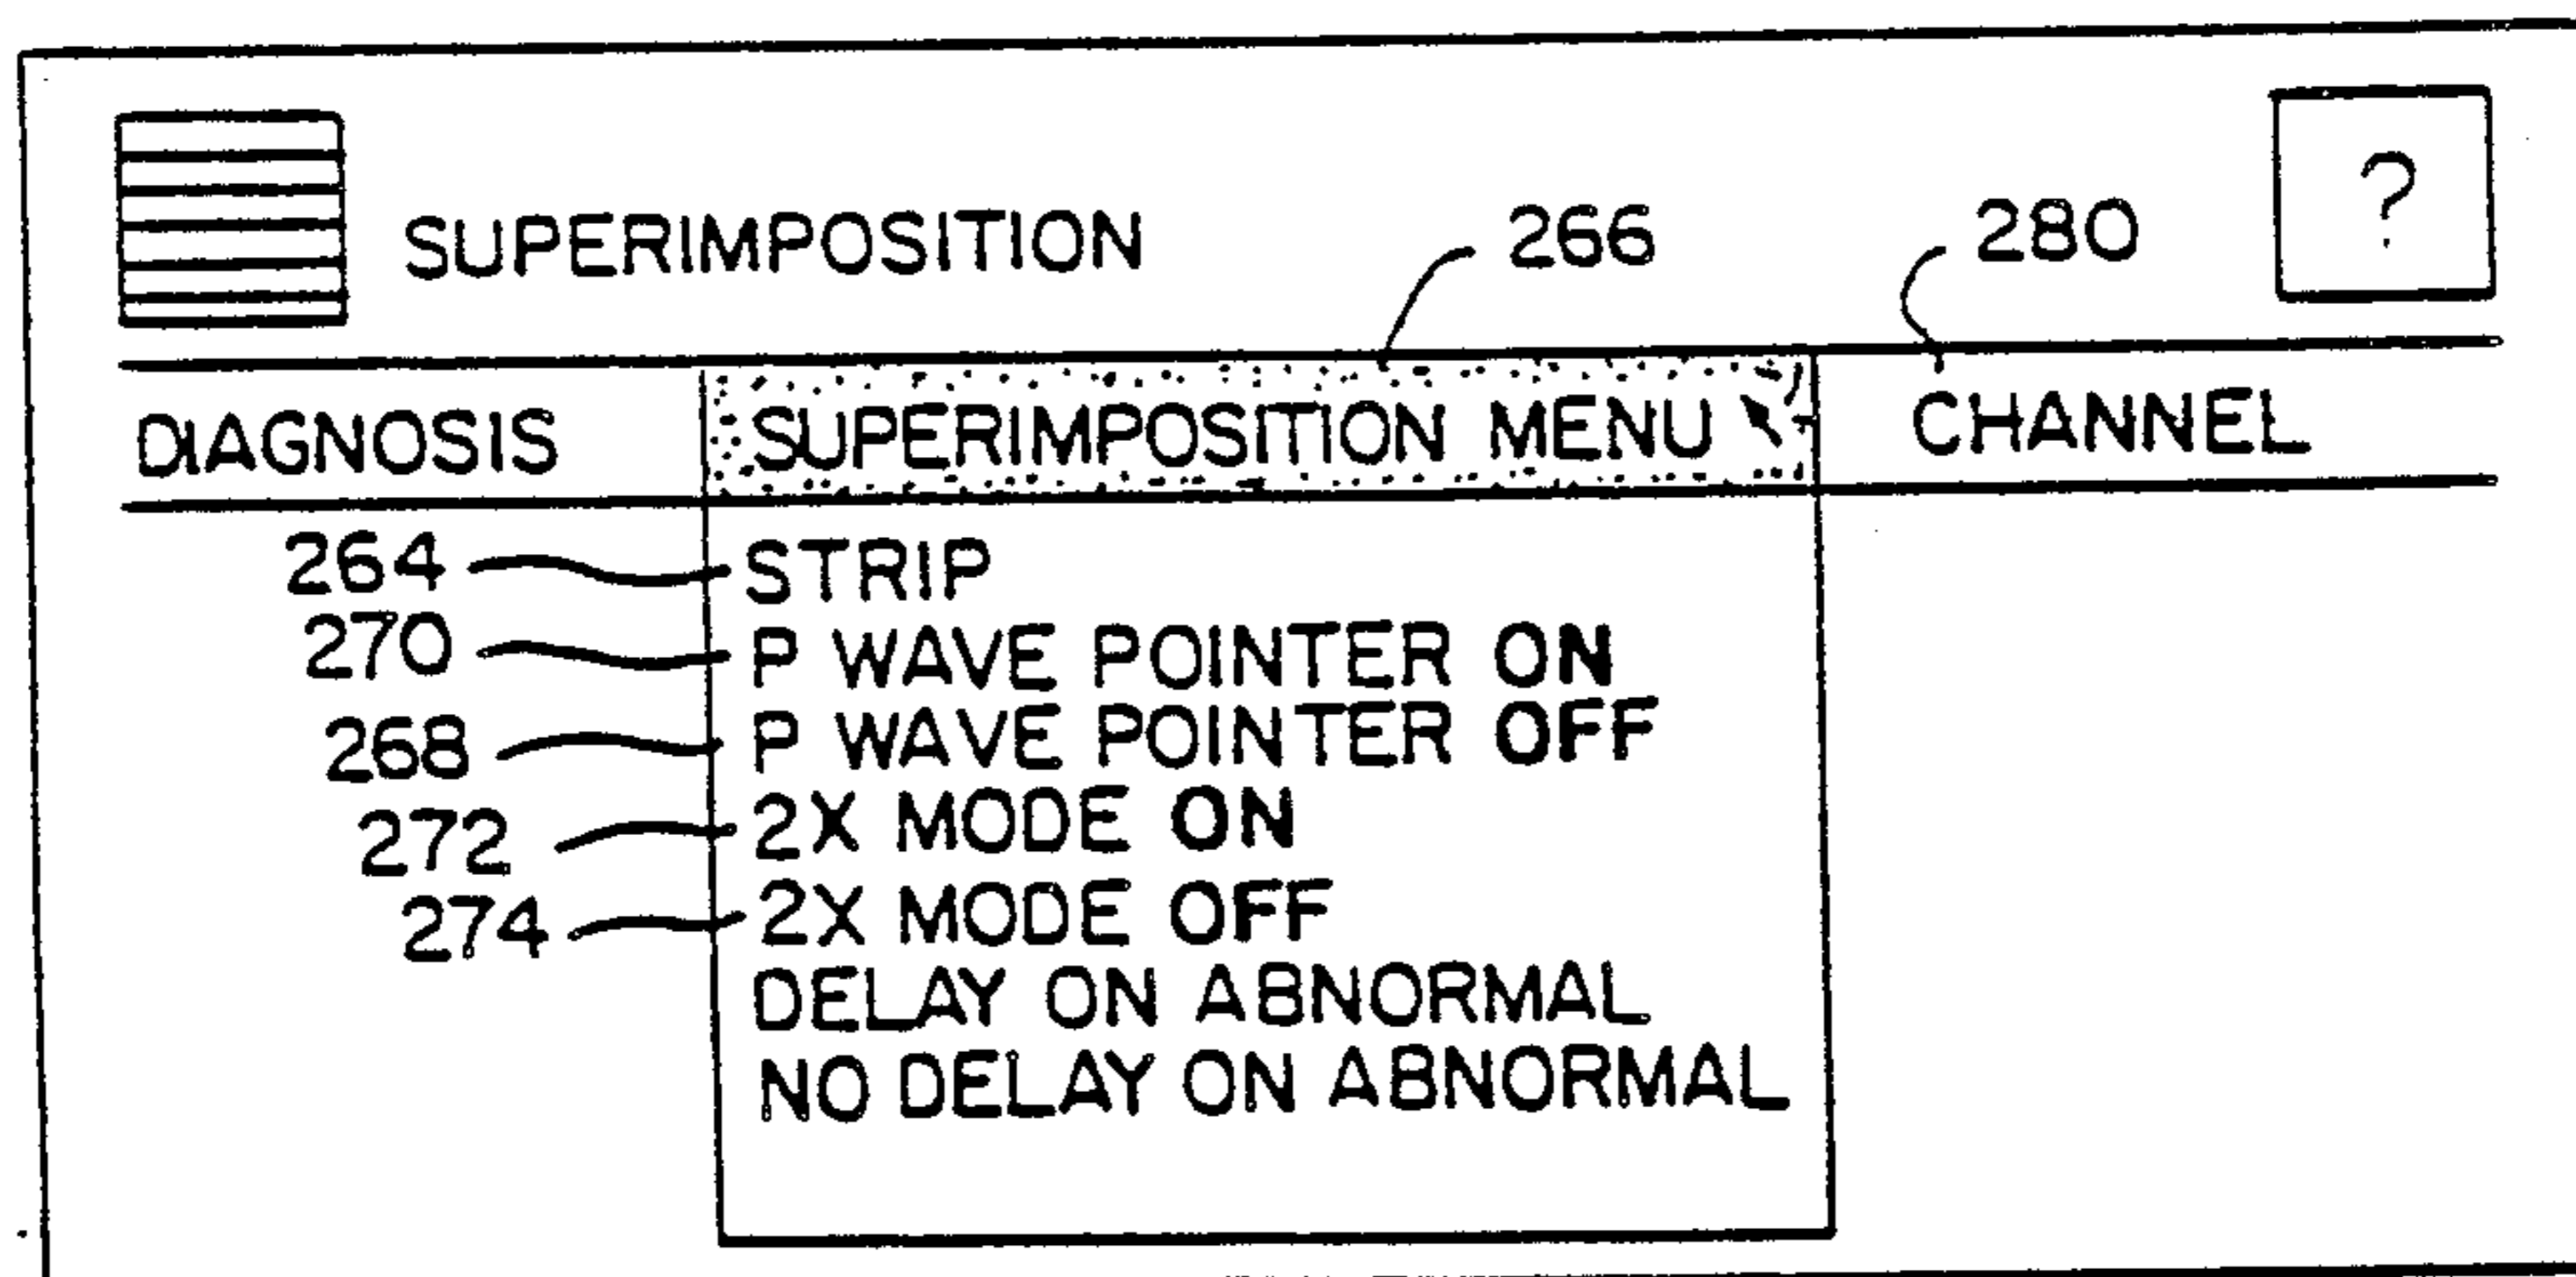 SUPERIMPOSITION 266 280 ?
DIAGNOSIS SUPERIMPOSITION MENU CHANNEL
264 STRIP
270 P WAVE POINTER ON
268 P WAVE POINTER OFF
272 2X MODE ON
274 2X MODE OFF
DELAY ON ABNORMAL
NO DELAY ON ABNORMAL